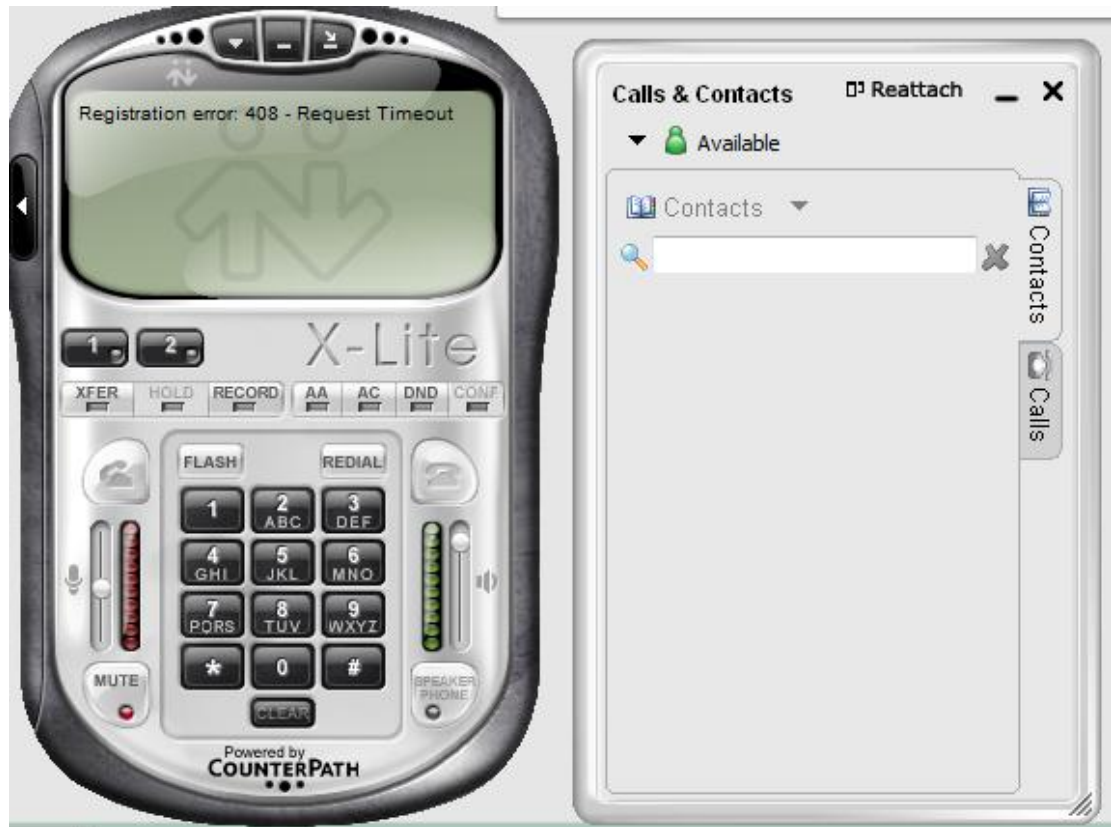 Registration error: 408 - Request Timeout
1 2
X-Lite
XFER HOLD RECORD AA AC DND CONF
FLASH REDIAL
1 2 3
ABC DEF
4 5 6
GHI JKL MNO
7 8 9
PQRS TUV WXYZ
* 0 #
MUTE
SPEAKER
PHONE
CLEAR
Powered by
COUNTERPATH
Calls & Contacts Reattach
Available
Contacts
Contacts
Calls